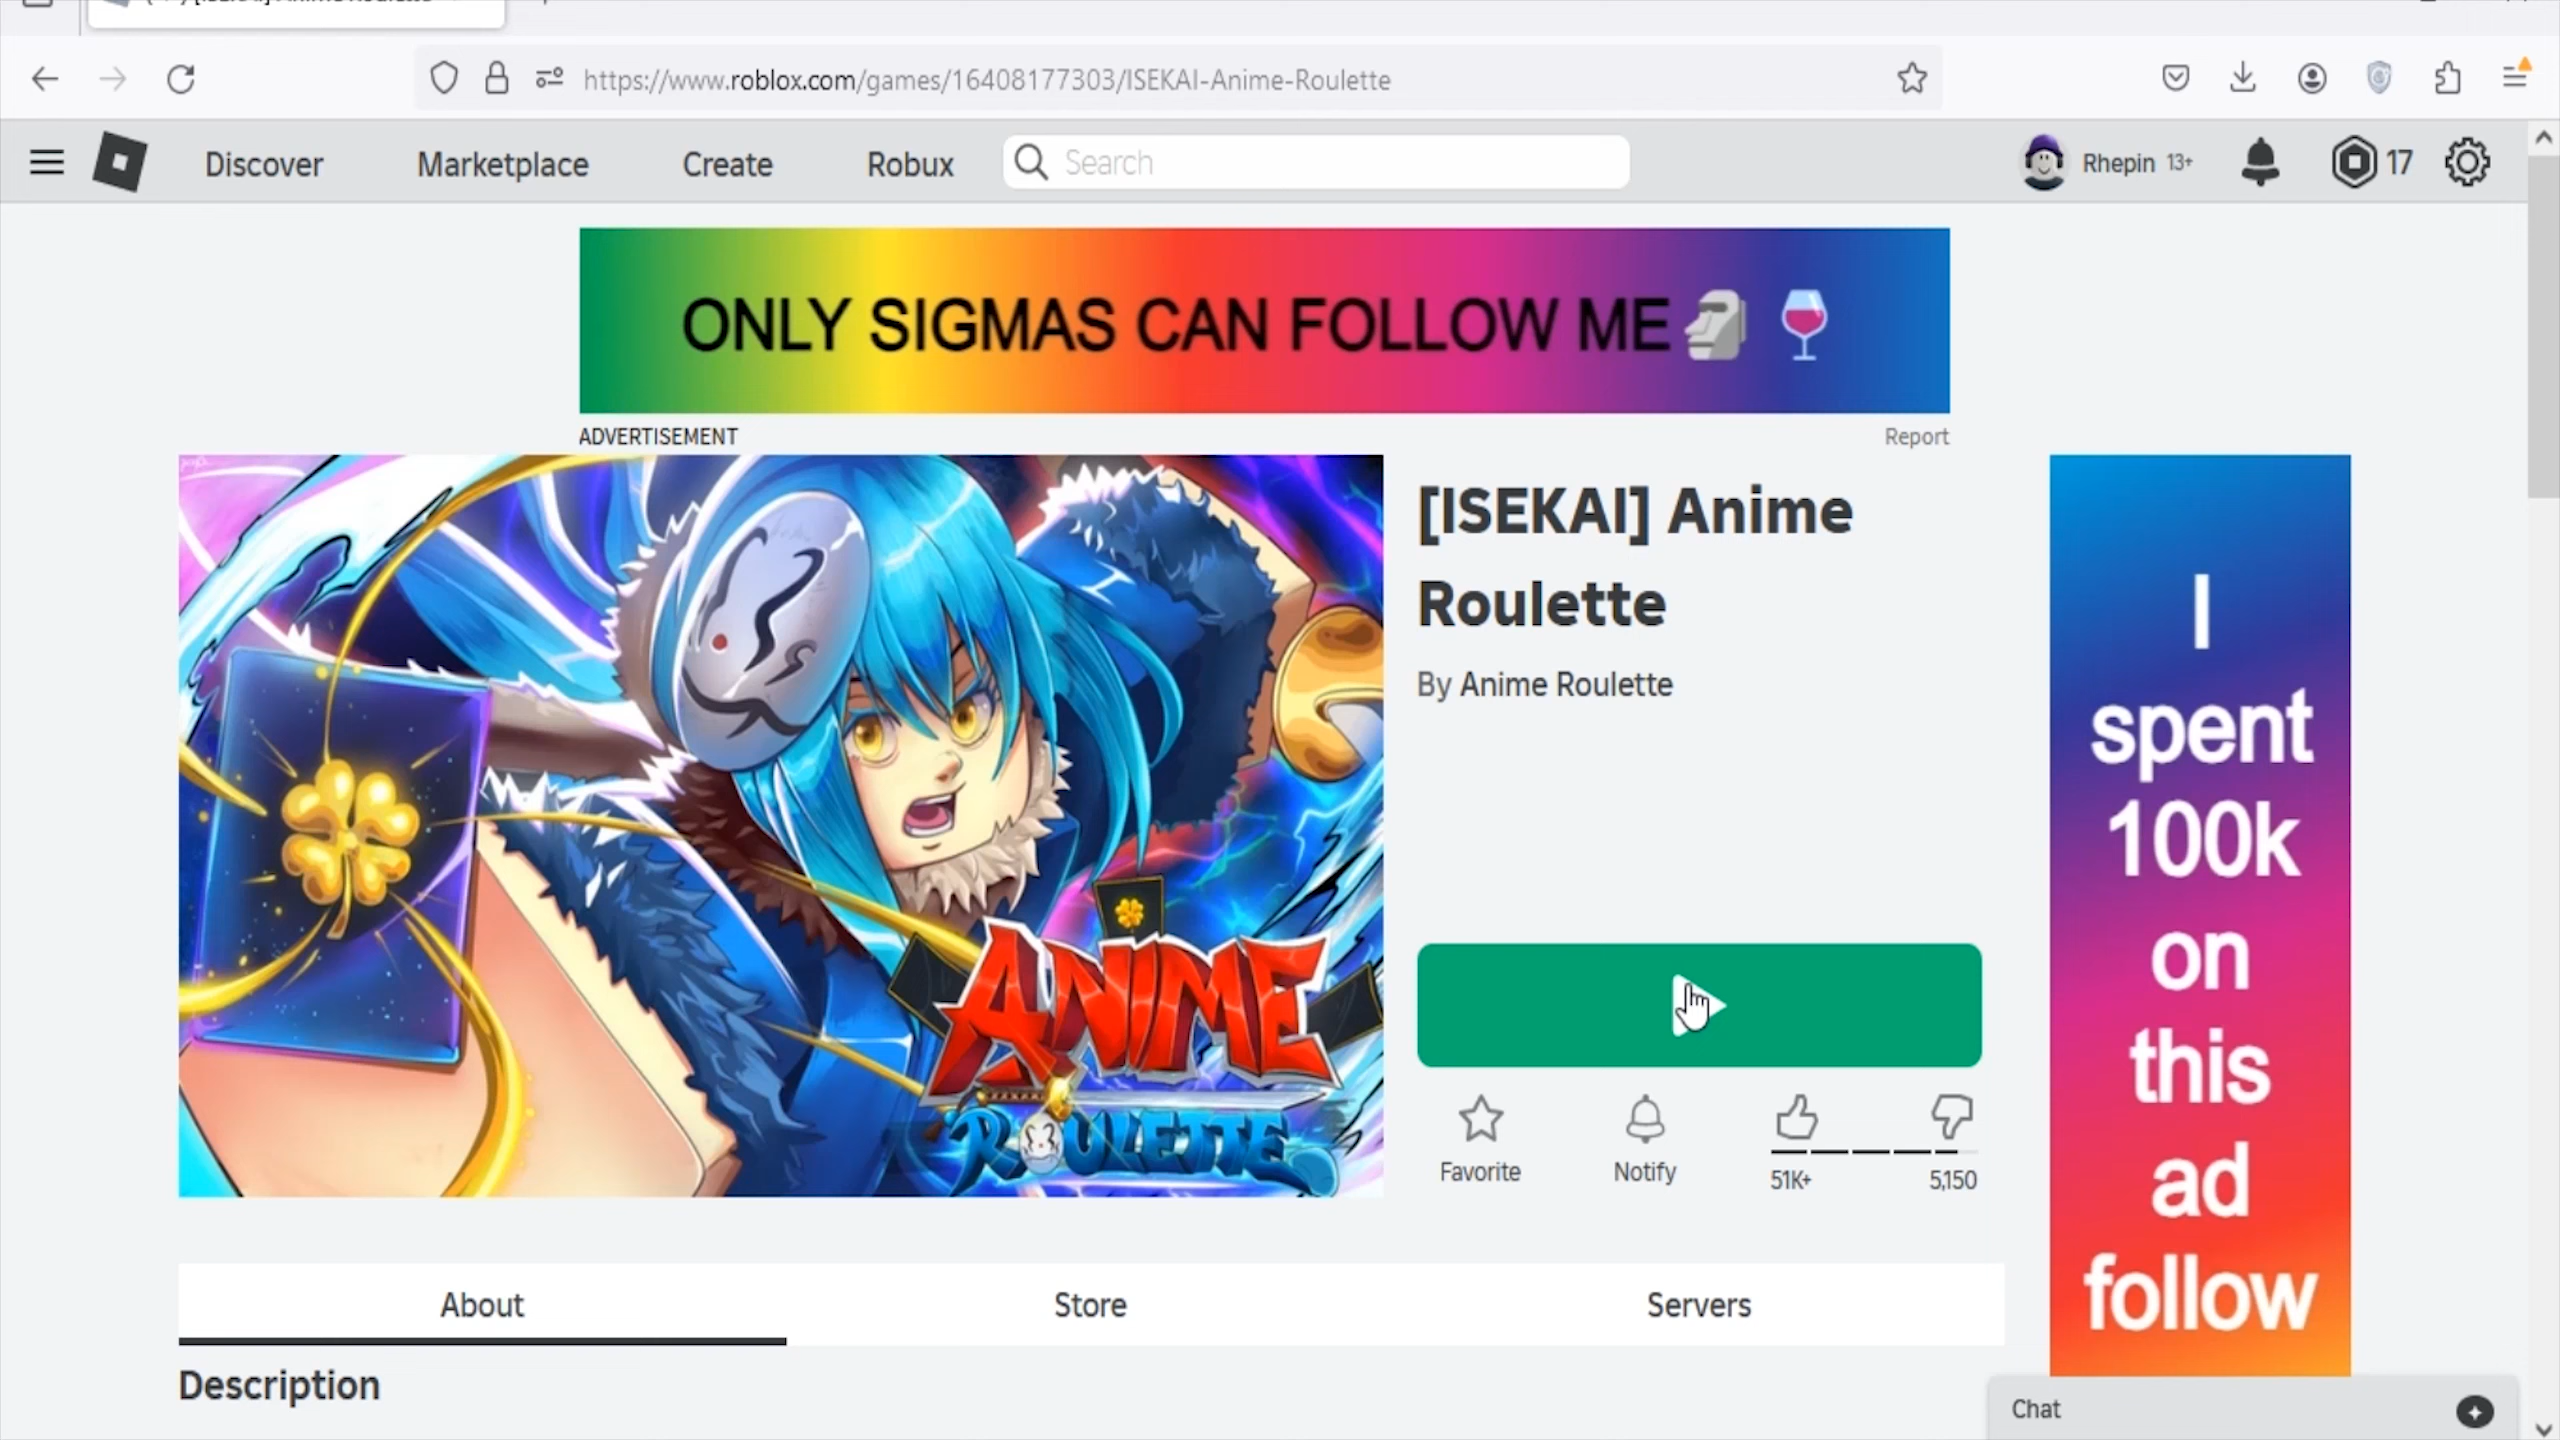 https://www.roblox.com/games/16408177303/ISEKAI-Anime-Roulette
Discover
Marketplace
Create
Robux
Search
Rhepin 13+
17
ONLY SIGMAS CAN FOLLOW ME🗿 🍷
ADVERTISEMENT
Report
[ISEKAI] Anime
Roulette
By Anime Roulette
ANIME
ROULETTE
Favorite
Notify
51K+
5,150
I
spent
100k
on
this
ad
follow
About
Store
Servers
Description
Chat